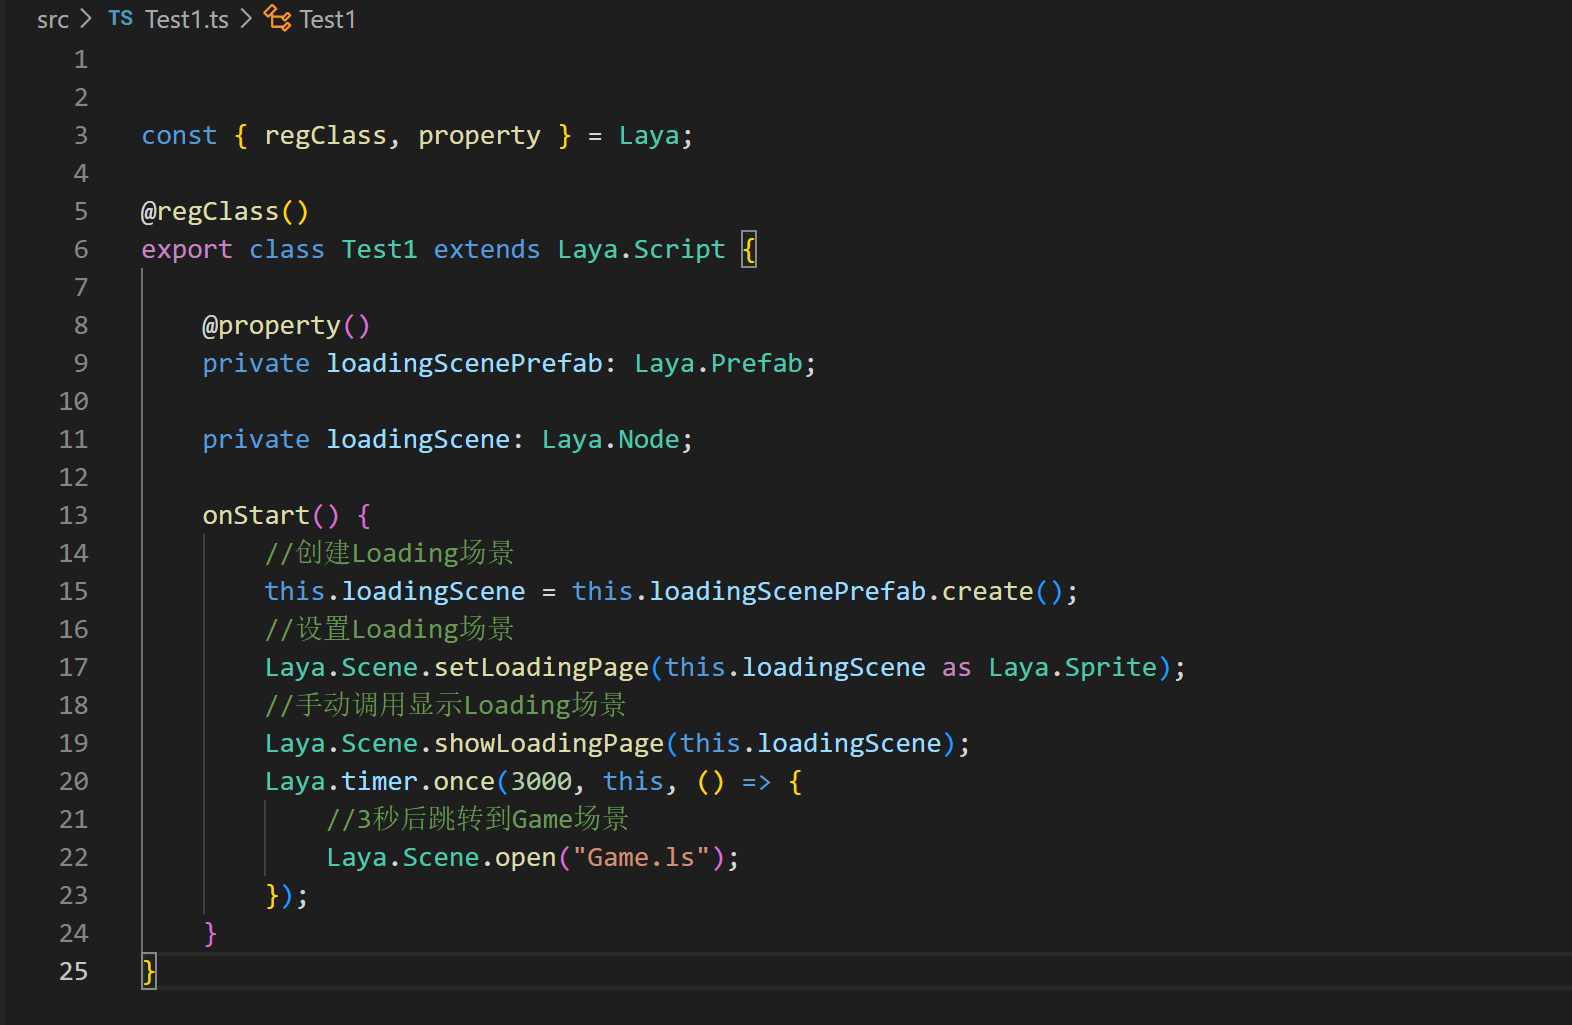 src > TS Test1.ts > Test1
1
2
3 const { regClass, property } = Laya;
4
5 @regClass()
6 export class Test1 extends Laya.Script {
7
8     @property()
9     private loadingScenePrefab: Laya.Prefab;
10
11     private loadingScene: Laya.Node;
12
13     onStart() {
14         //创建Loading场景
15         this.loadingScene = this.loadingScenePrefab.create();
16         //设置Loading场景
17         Laya.Scene.setLoadingPage(this.loadingScene as Laya.Sprite);
18         //手动调用显示Loading场景
19         Laya.Scene.showLoadingPage(this.loadingScene);
20         Laya.timer.once(3000, this, () => {
21             //3秒后跳转到Game场景
22             Laya.Scene.open("Game.ls");
23         });
24     }
25 }